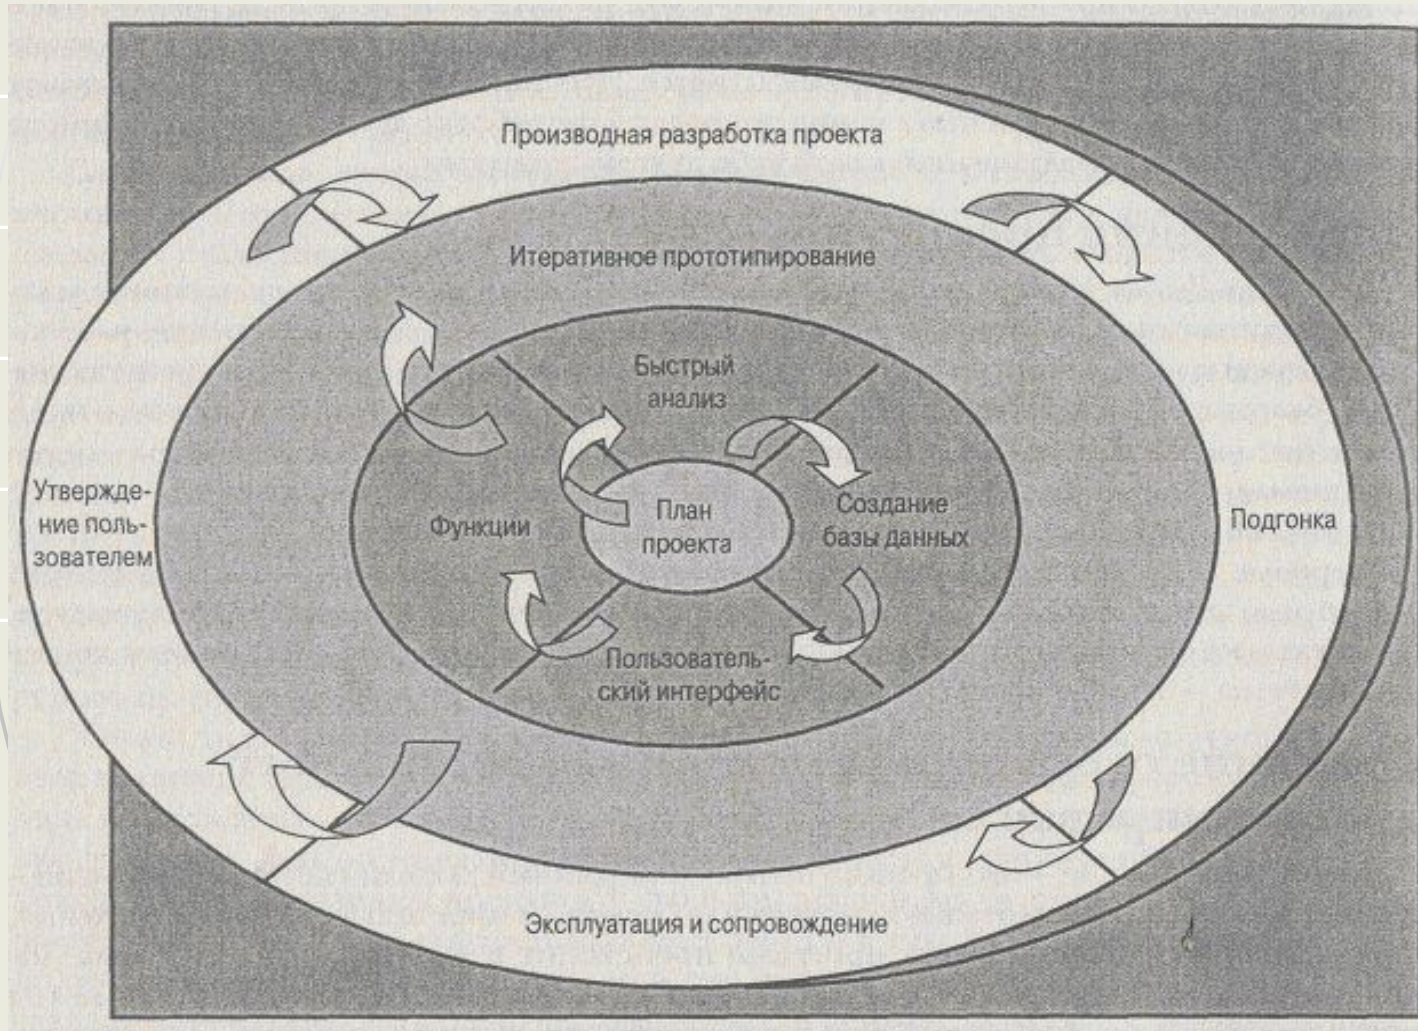 Производная разработка проекта
Итеративное прототипирование
Быстрый
анализ
Утвержде-
ние поль-
зователем
Функции
План
проекта
Создание
базы данных
Подгонка
Пользователь-
ский интерфейс
Эксплуатация и сопровождение